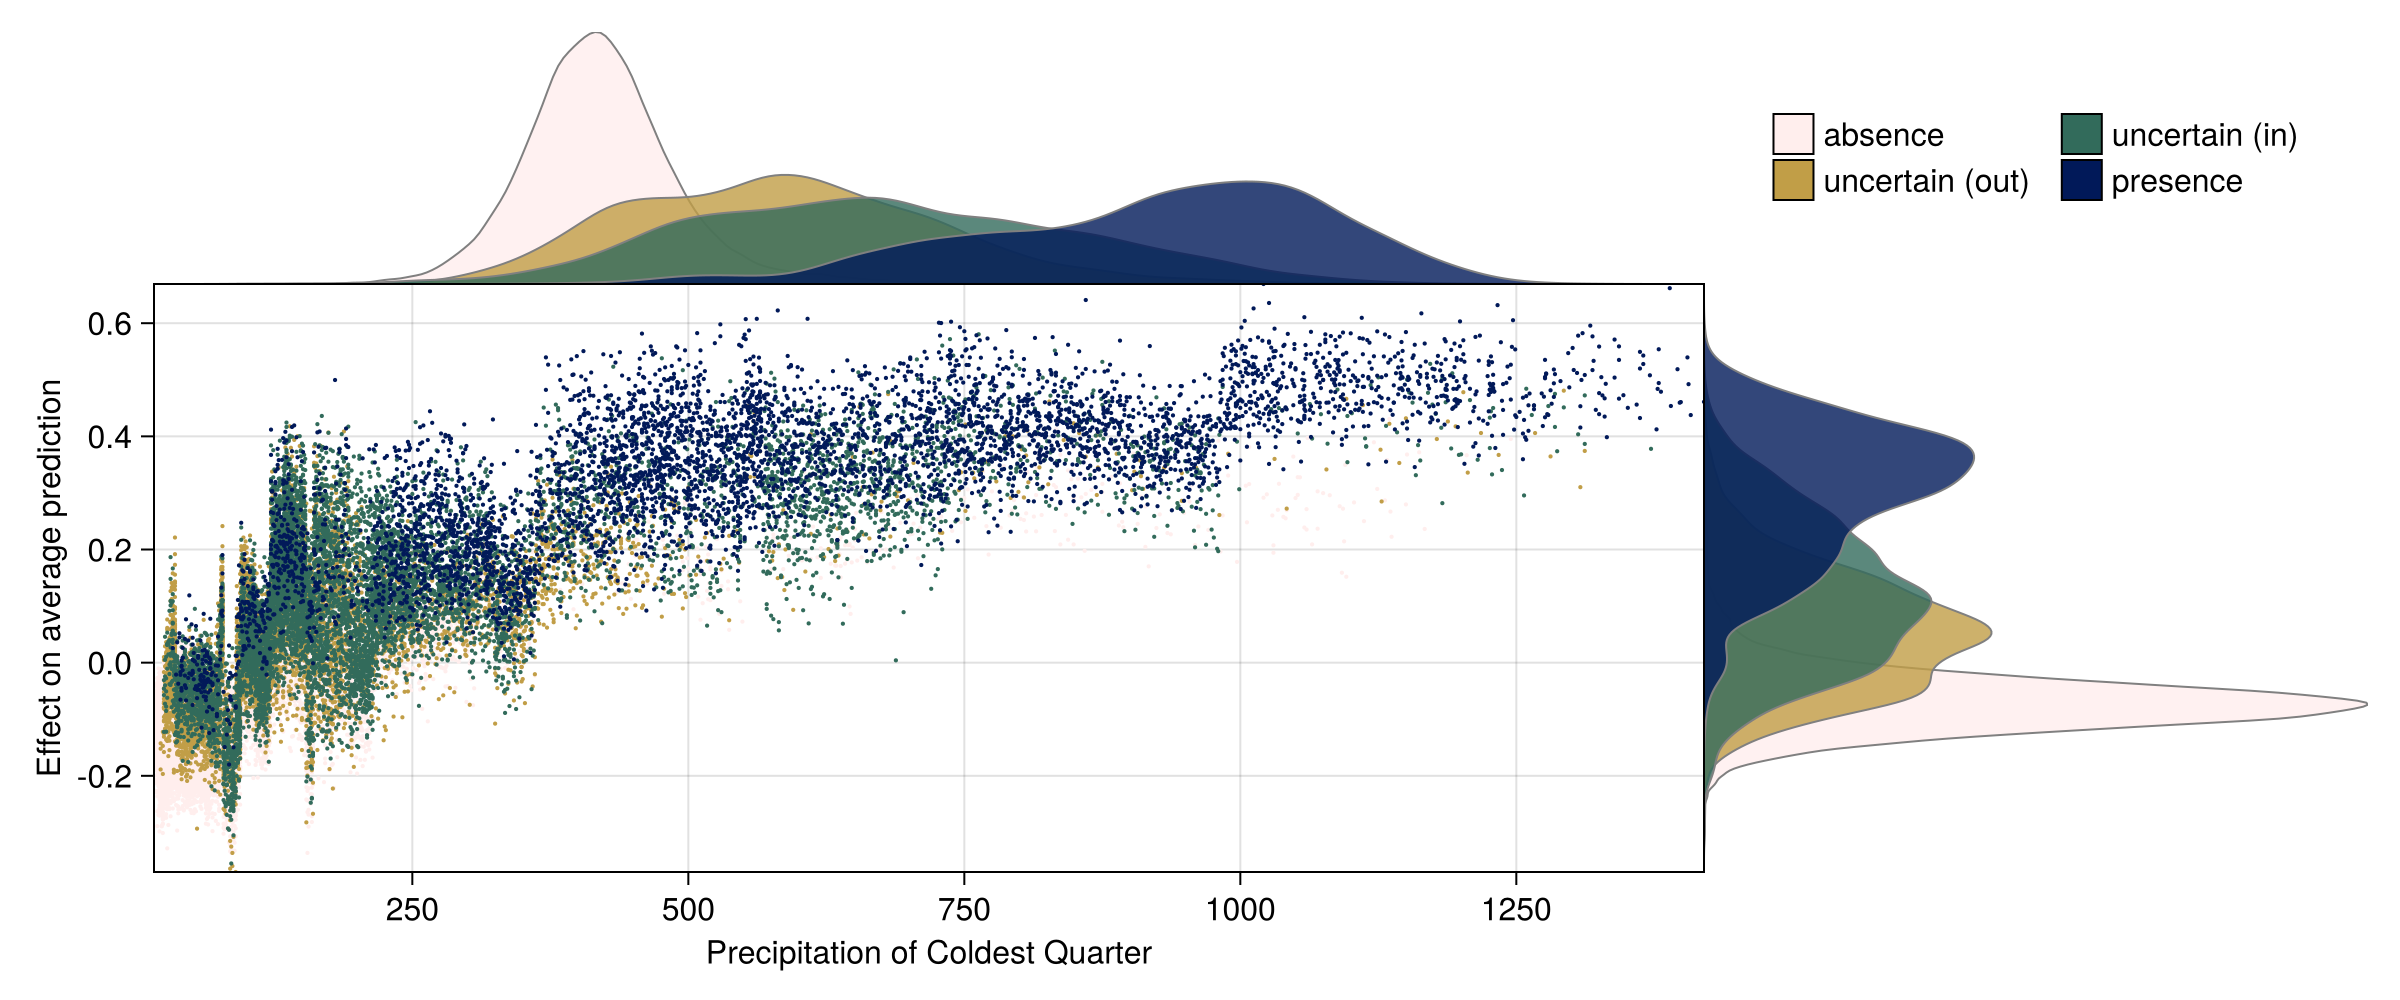 absence
uncertain (in)
uncertain (out)
presence
0.6
0.4
0.2
0.0
-0.2
Effect on average prediction
250
500
750
1000
1250
Precipitation of Coldest Quarter